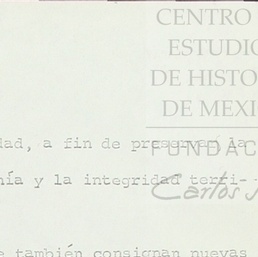 CENTRO
ESTUDIO
DE HISTO
DE MEXI
dad, a fin de preservar la
FUNDAC
nía y la integridad terri-
Carlos
e también consignan nuevas